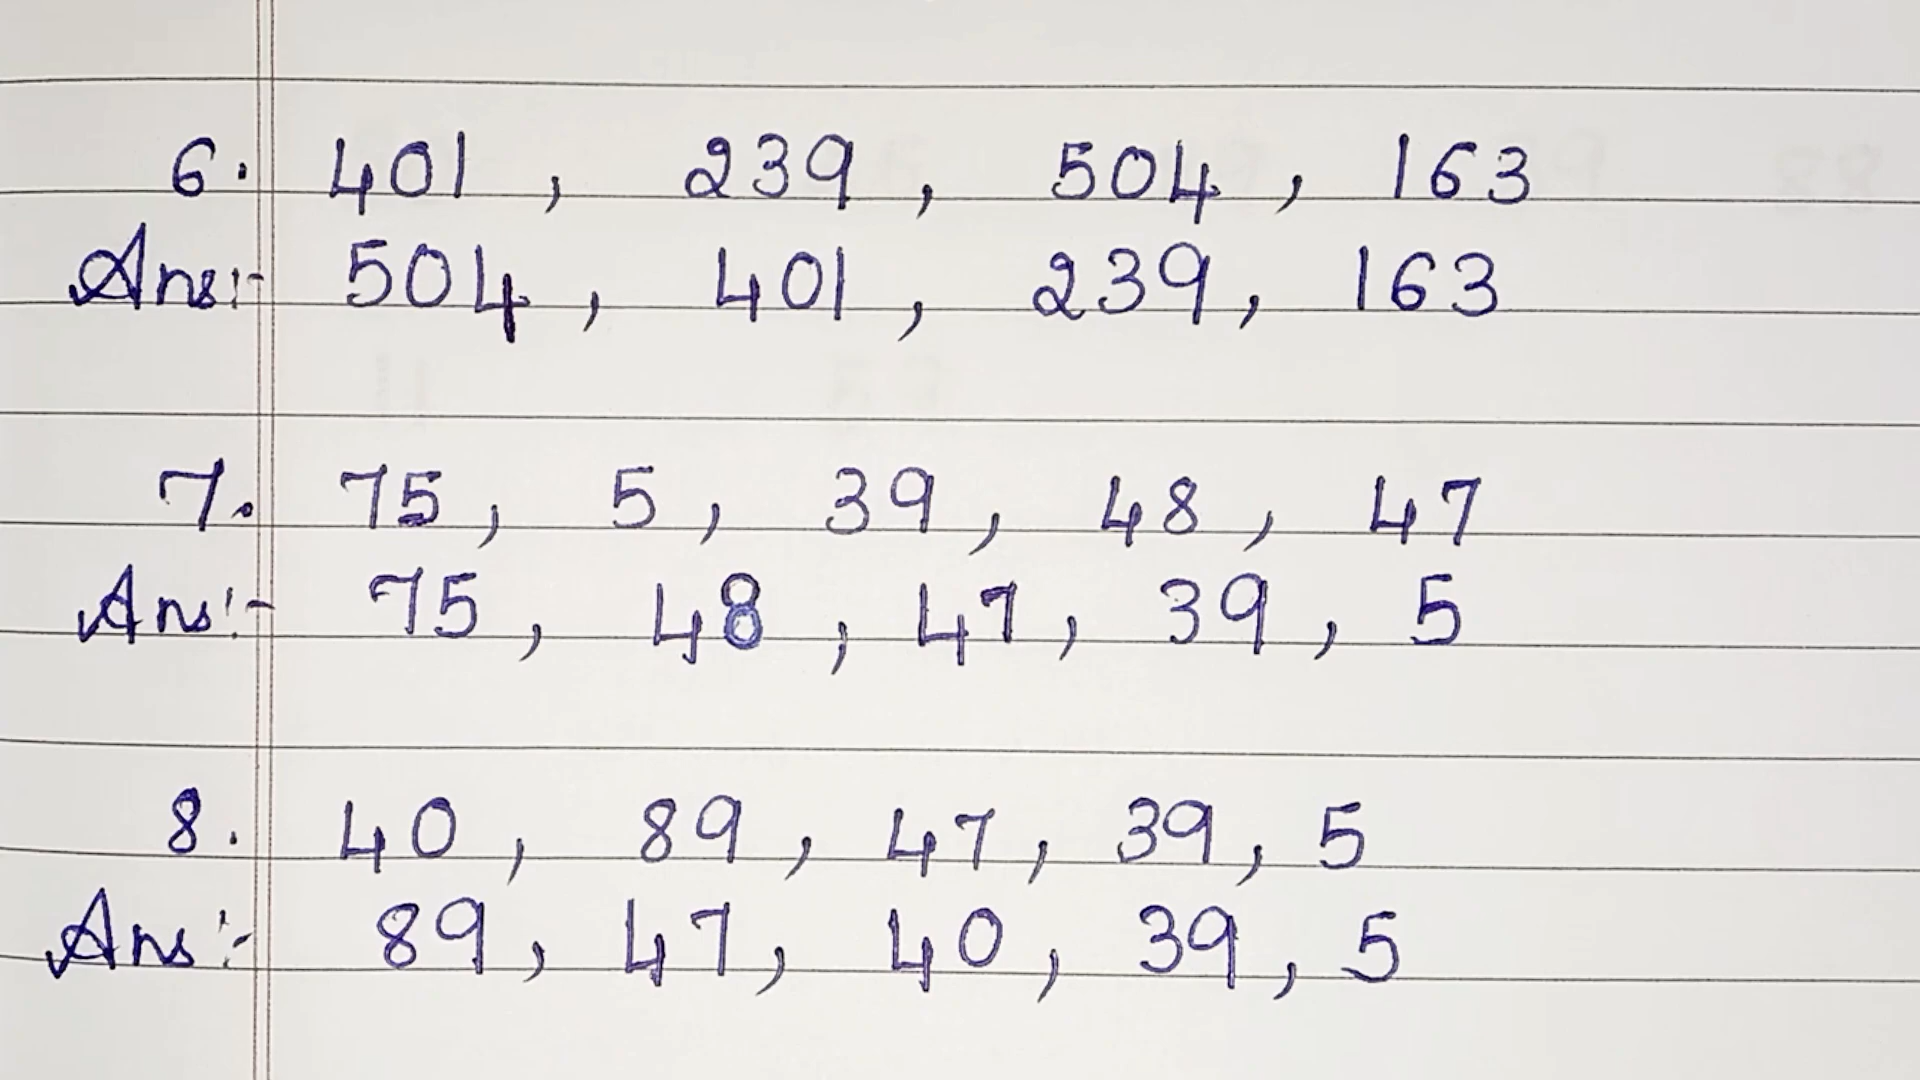 6. 401, 239, 504, 163
Ans:- 504, 401, 239, 163
7. 75, 5, 39, 48, 47
Ans:- 75, 48, 47, 39, 5
8. 40, 89, 47, 39, 5
Ans:- 89, 47, 40, 39, 5